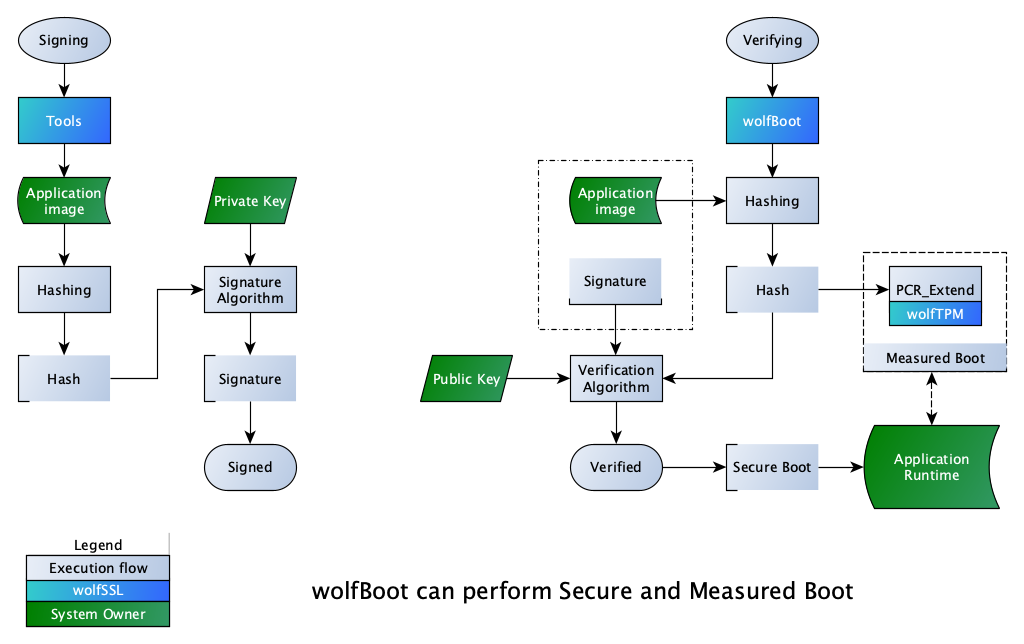 Signing
Tools
Application
image
Hashing
Hash
Private Key
Signature
Algorithm
Signature
Signed
Verifying
wolfBoot
Application
image
Hashing
Signature
Hash
PCR_Extend
wolfTPM
Measured Boot
Public Key
Verification
Algorithm
Verified
Secure Boot
Application
Runtime
Legend
Execution flow
wolfSSL
System Owner
wolfBoot can perform Secure and Measured Boot